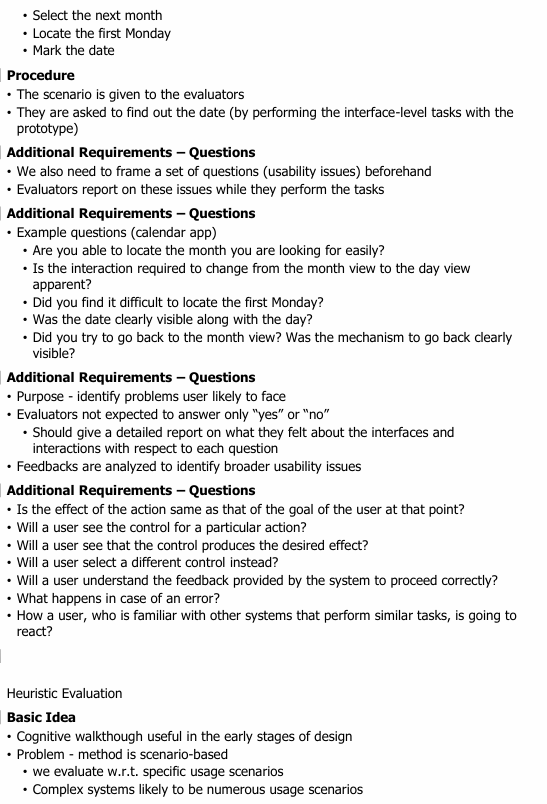 • Select the next month
• Locate the first Monday
• Mark the date
Procedure
• The scenario is given to the evaluators
• They are asked to find out the date (by performing the interface-level tasks with the
prototype)
Additional Requirements – Questions
• We also need to frame a set of questions (usability issues) beforehand
• Evaluators report on these issues while they perform the tasks
Additional Requirements – Questions
• Example questions (calendar app)
• Are you able to locate the month you are looking for easily?
• Is the interaction required to change from the month view to the day view
apparent?
• Did you find it difficult to locate the first Monday?
• Was the date clearly visible along with the day?
• Did you try to go back to the month view? Was the mechanism to go back clearly
visible?
Additional Requirements – Questions
• Purpose - identify problems user likely to face
• Evaluators not expected to answer only “yes” or “no”
• Should give a detailed report on what they felt about the interfaces and
interactions with respect to each question
• Feedbacks are analyzed to identify broader usability issues
Additional Requirements – Questions
• Is the effect of the action same as that of the goal of the user at that point?
• Will a user see the control for a particular action?
• Will a user see that the control produces the desired effect?
• Will a user select a different control instead?
• Will a user understand the feedback provided by the system to proceed correctly?
• What happens in case of an error?
• How a user, who is familiar with other systems that perform similar tasks, is going to
react?
Heuristic Evaluation
Basic Idea
• Cognitive walkthough useful in the early stages of design
• Problem - method is scenario-based
• we evaluate w.r.t. specific usage scenarios
• Complex systems likely to be numerous usage scenarios